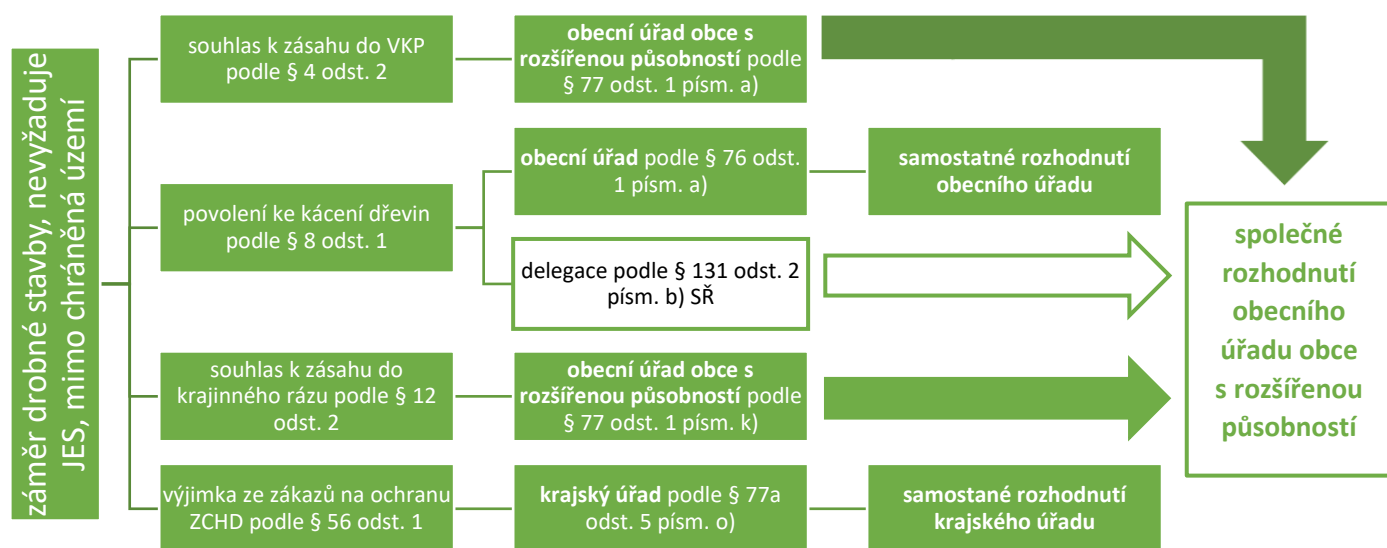 záměr drobné stavby, nevyžaduje
JES, mimo chráněná území
souhlas k zásahu do VKP
podle § 4 odst. 2
obecní úřad obce s
rozšířenou působností podle
§ 77 odst. 1 písm. a)
povolení ke kácení dřevin
podle § 8 odst. 1
obecní úřad podle § 76 odst.
1 písm. a)
samostatné rozhodnutí
obecního úřadu
delegace podle § 131 odst. 2
písm. b) SŘ
souhlas k zásahu do
krajinného rázu podle § 12
odst. 2
obecní úřad obce s
rozšířenou působností podle
§ 77 odst. 1 písm. k)
výjimka ze zákazů na ochranu
ZCHD podle § 56 odst. 1
krajský úřad podle § 77a
odst. 5 písm. o)
samostané rozhodnutí
krajského úřadu
společné
rozhodnutí
obecního
úřadu obce
s rozšířenou
působností